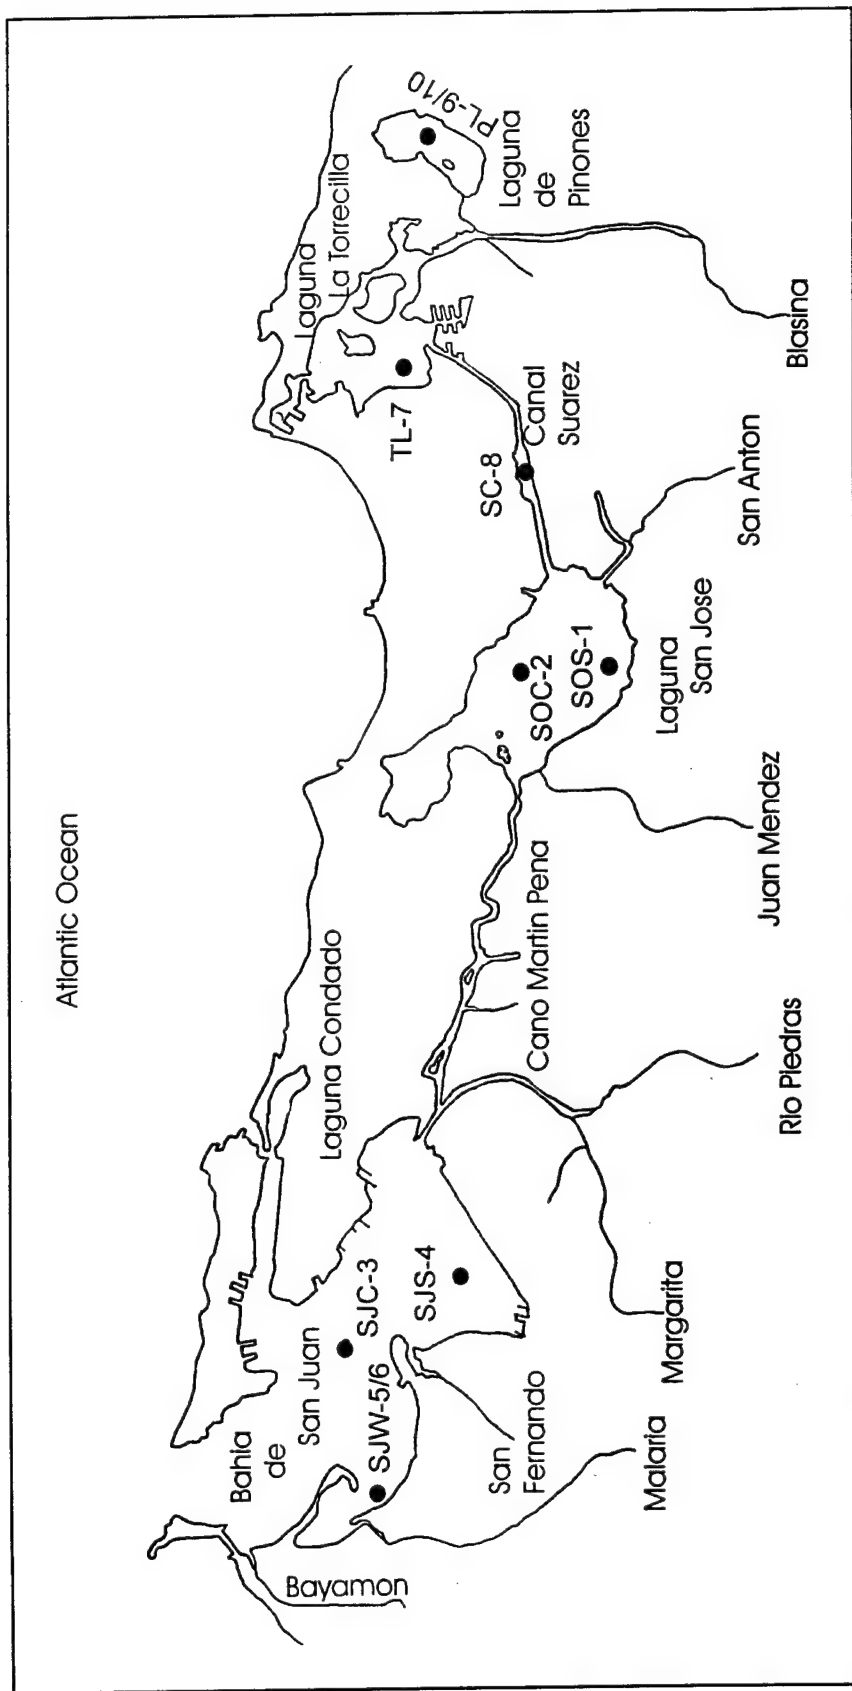 Atlantic Ocean
Bayamon
Bahia
de
San Juan
SJW-5/6
SJC-3
SJS-4
San
Fernando
Malaria
Margarita
Laguna Condado
Rio Piedras
Cano Martin Pena
Juan Mendez
SOC-2
SOS-1
Laguna
San Jose
San Anton
SC-8
Canal
Suarez
TL-7
Laguna
La Torrecilla
Blasina
PL-9/10
Laguna
de
Pinones